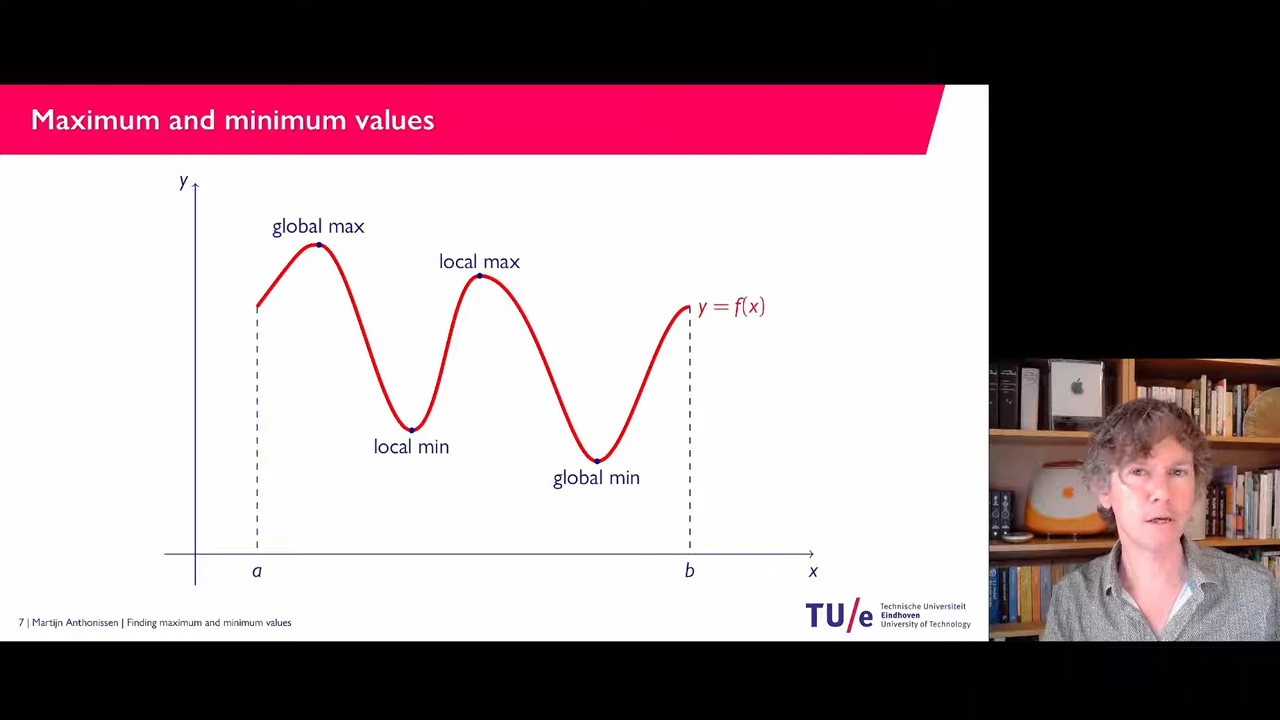 Maximum and minimum values
y
global max
local max
y = f(x)
local min
global min
a
b
x
7 | Martijn Anthonissen | Finding maximum and minimum values
TU/e
Technische Universiteit
Eindhoven
University of Technology